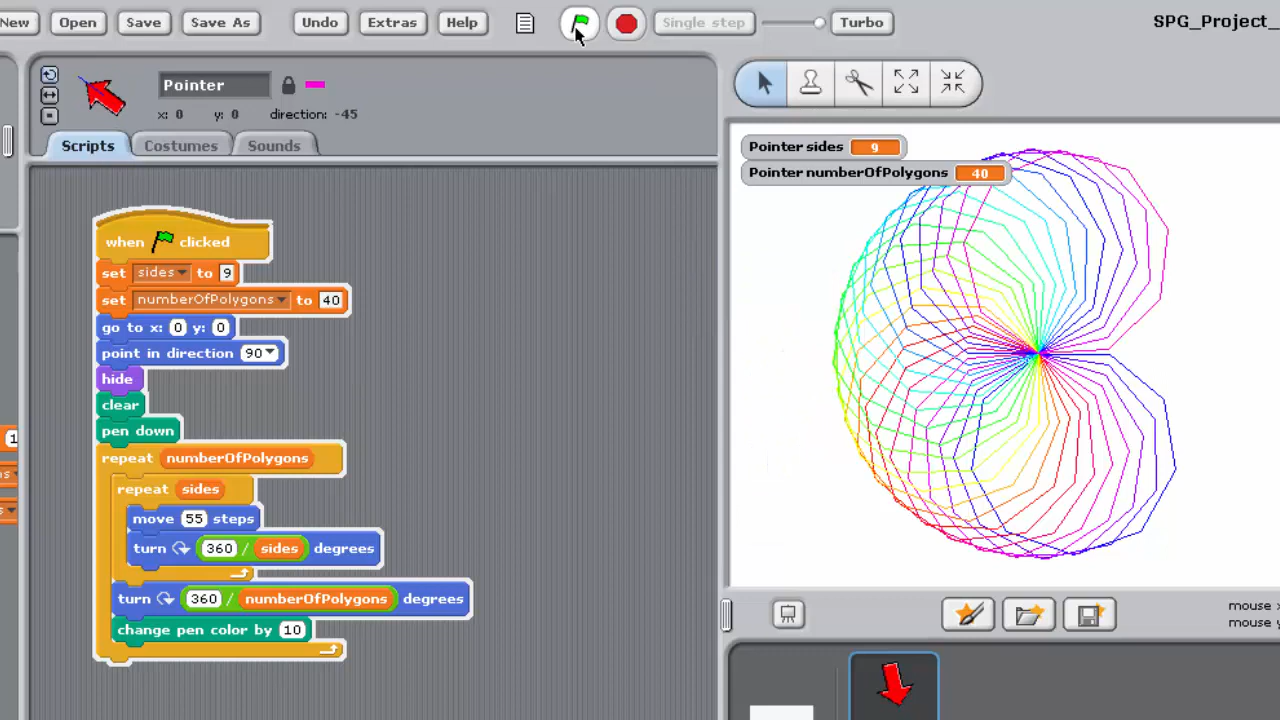 New Open Save Save As Undo Extras Help Single step Turbo SPG_Project_
Pointer
x: 0 y: 0 direction: -45
Scripts Costumes Sounds
Pointer sides 9
Pointer numberOfPolygons 40
when clicked
set sides to 9
set numberOfPolygons to 40
go to x: 0 y: 0
point in direction 90
hide
clear
pen down
repeat numberOfPolygons
repeat sides
move 55 steps
turn 360 / sides degrees
turn 360 / numberOfPolygons degrees
change pen color by 10
mouse x
mouse y